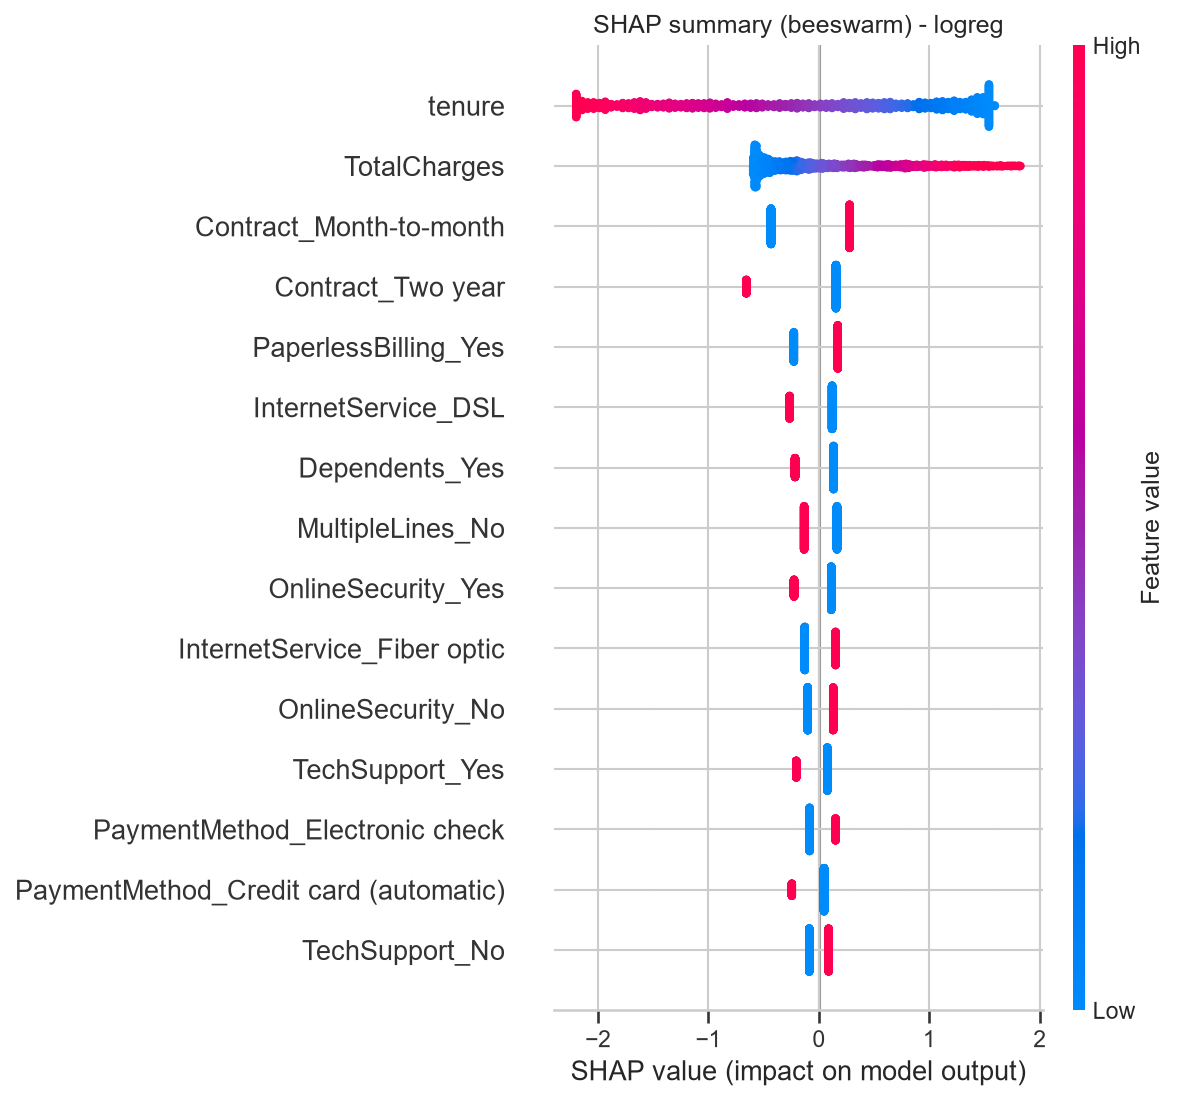 SHAP summary (beeswarm) - logreg
High
tenure
TotalCharges
Contract_Month-to-month
Contract_Two year
PaperlessBilling_Yes
InternetService_DSL
Dependents_Yes
MultipleLines_No
OnlineSecurity_Yes
InternetService_Fiber optic
OnlineSecurity_No
TechSupport_Yes
PaymentMethod_Electronic check
PaymentMethod_Credit card (automatic)
TechSupport_No
Feature value
Low
−2 −1 0 1 2
SHAP value (impact on model output)